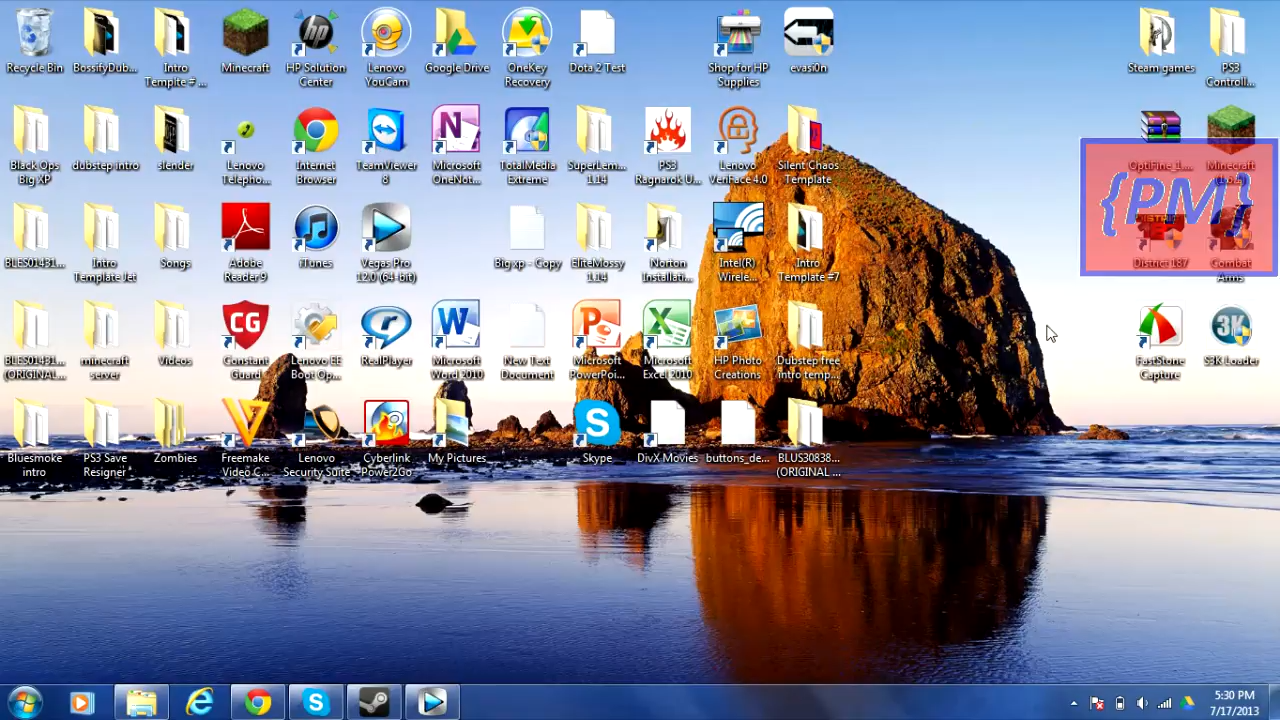 Recycle Bin
BossifyDub...
Intro
Templte # ...
Minecraft
HP Solution
Center
Lenovo
YouCam
Google Drive
OneKey
Recovery
Dota 2 Test
Shop for HP
Supplies
evasi0n
Steam games
PS3
Controll...
Black Ops
Big XP
dubstep intro
slender
Lenovo
Telepho...
Internet
Browser
TeamViewer
8
Microsoft
OneNot...
TotalMedia
Extreme
SuperLem...
1.14
PS3
Ragnarok U...
Lenovo
VeriFace 4.0
Silent Chaos
Template
OptiFine_1....
Minecraft
{PM}
BLES01431...
Intro
Template let
Songs
Adobe
Reader 9
iTunes
Vegas Pro
12.0 (64-bit)
Big xp - Copy
EliteMossy
1.14
Norton
Installati...
Intel(R)
Wirele...
Intro
Template #7
District 187
Combat
Arms
BLES01431...
(ORIGINAL ...
minecraft
server
Videos
Constant
Guard
Lenovo EE
Boot Op...
RealPlayer
Microsoft
Word 2010
New Text
Document
Microsoft
PowerPoi...
Microsoft
Excel 2010
HP Photo
Creations
Dubstep free
intro temp...
FastStone
Capture
S3K Loader
Bluesmoke
intro
PS3 Save
Resigner
Zombies
Freemake
Video C...
Lenovo
Security Suite
Cyberlink
Power2Go
My Pictures
Skype
DivX Movies
buttons_de...
BLUS30838...
(ORIGINAL ...
5:30 PM
7/17/2013